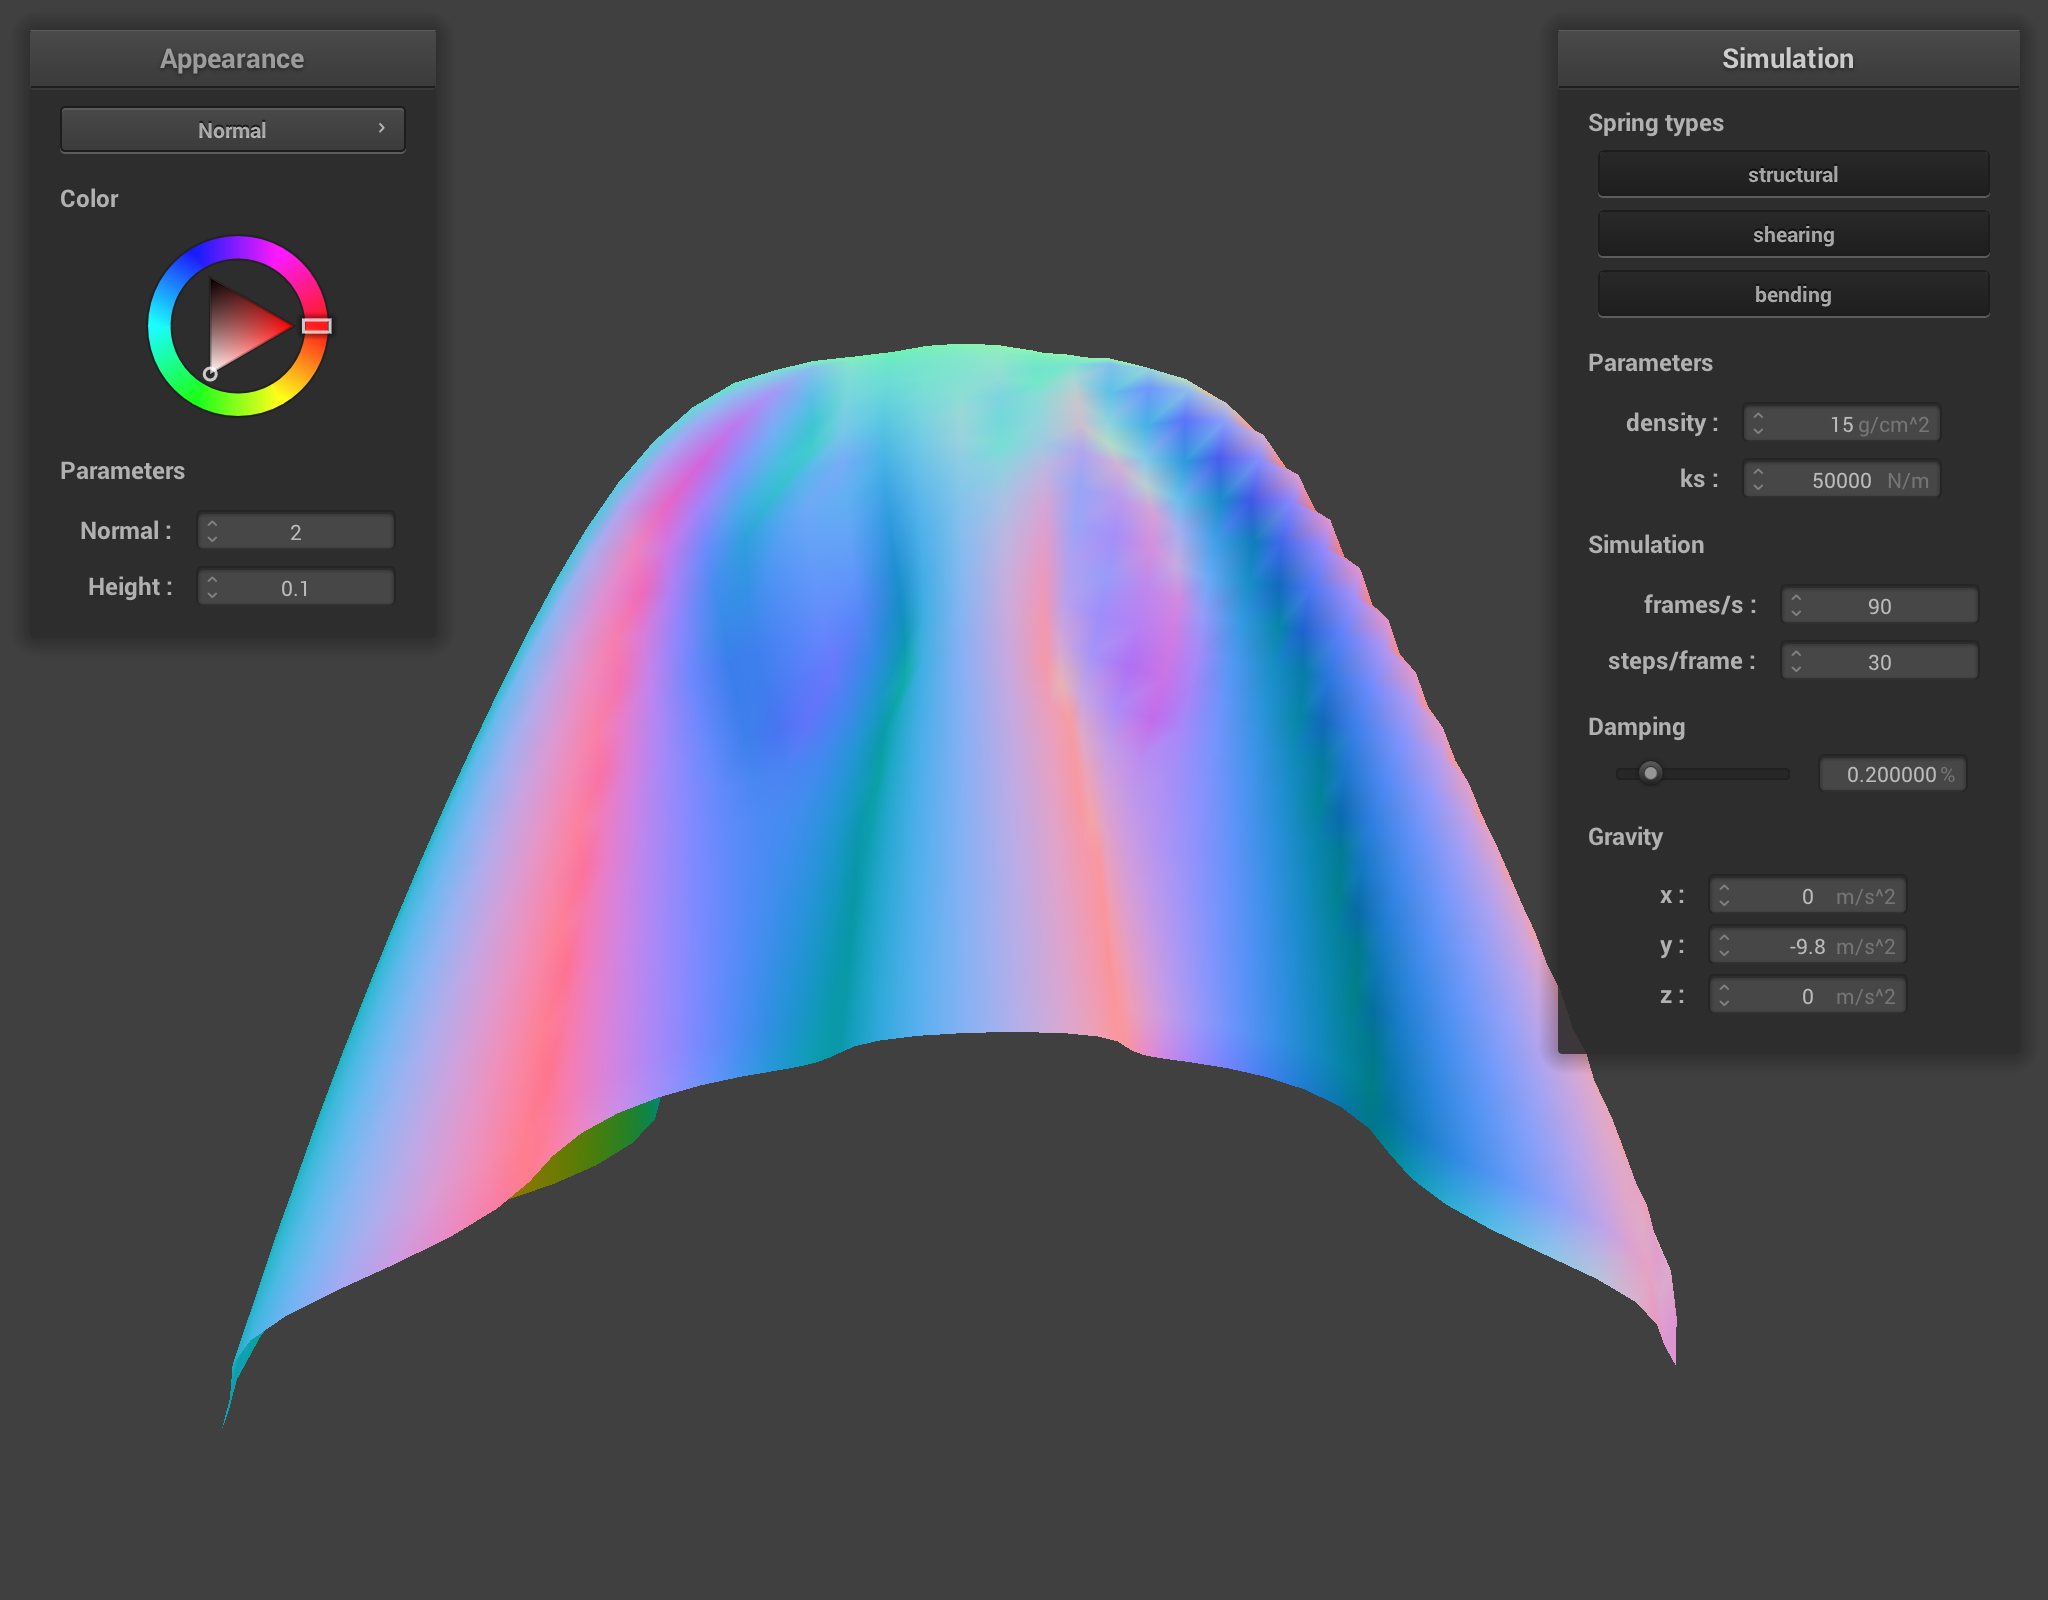 Appearance
Normal
Color
Parameters
Normal : 2
Height : 0.1
Simulation
Spring types
structural
shearing
bending
Parameters
density : 15 g/cm^2
ks : 50000 N/m
Simulation
frames/s : 90
steps/frame : 30
Damping
0.200000 %
Gravity
x : 0 m/s^2
y : -9.8 m/s^2
z : 0 m/s^2